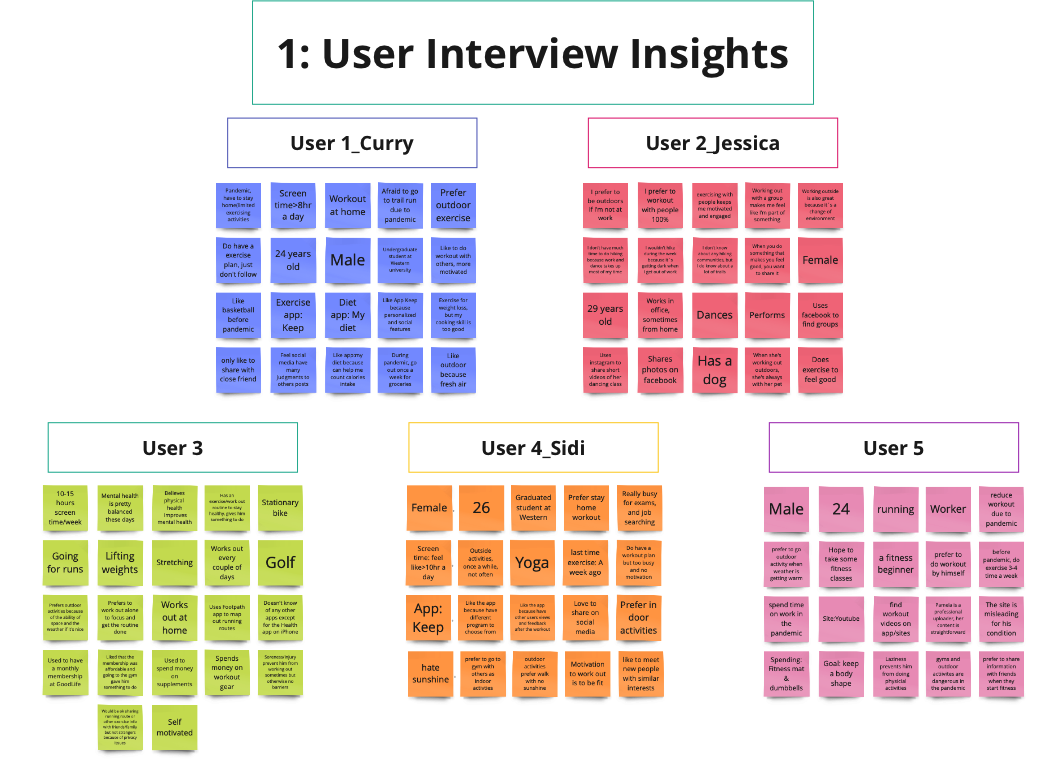 1: User Interview Insights
User 1_Curry
Pandemic,
have to stay
home/limited
exercising
activities
Screen
time>8hr
a day
Workout
at home
Afraid to go
to trail run
due to
pandemic
Prefer
outdoor
exercise
Do have a
exercise
plan, just
don't follow
24 years
old
Male
Undergraduate
student at
Western
university
Like to do
workout with
others, more
motivated
Like
basketball
before
pandemic
Exercise
app:
Keep
Diet
app: My
diet
Like App Keep
because
personalised
and social
features
Exercise for
weight loss,
but my
cooking skill is
too good
only like to
share with
close friend
Feel social
media have
many
judgments to
others posts
Like appmy
diet because
can help me
count calories
intake
During
pandemic, go
out once a
week for
groceries
Like
outdoor
because
fresh air
User 2_Jessica
I prefer to
be outdoors
if I'm not at
work
I prefer to
workout
with people
100%
exercising with
people keeps
me motivated
and engaged
Working out
with a group
makes me feel
like I'm part of
something
Working outside
is also great
because it's a
change of
environment
I don't have much
time to do hiking
because work and
dance takes up
most of my time
I wouldn't hike
during the week
because it is
getting dark when
I get out of work
I don't know
about any hiking
communities, but
I do know about a
lot of trails
When you do
something that
makes you feel
good, you want
to share it
Female
29 years
old
Works in
office,
sometimes
from home
Dances
Performs
Uses
facebook to
find groups
Uses
instagram to
share short
videos of her
dancing class
Shares
photos on
facebook
Has a
dog
When she's
working out
outdoors,
she's always
with her pet
Does
exercise to
feel good
User 3
10-15
hours
screen
time/week
Mental health
is pretty
balanced
these days
Believes
physical
health
improves
mental health
Has an
exercise/work out
routine to stay
healthy, gives him
something to do
Stationary
bike
Going
for runs
Lifting
weights
Stretching
Works out
every
couple of
days
Golf
Prefers outdoor
activities because
of the ability of
space and the
weather if it's nice
Prefers to
work out alone
to focus and
get the routine
done
Works
out at
home
Uses Footpath
app to map
out running
routes
Doesn't know
of any other
apps except
for the Health
app on iPhone
Used to have
a monthly
membership
at GoodLife
Liked that the
membership was
affordable and
going to the gym
gave him
something to do
Used to
spend money
on
supplements
Spends
money on
workout
gear
Soreness/injury
prevents him from
working out
sometimes but
otherwise no
barriers
Would be ok sharing
running route or
other exercise info
with friends/family
but not strangers
because of privacy
issues
Self
motivated
User 4_Sidi
Female
26
Graduated
student at
Western
Prefer stay
home
workout
Really busy
for exams,
and job
searching
Screen
time: feel
like>10hr a
day
Outside
activities,
once a while,
not often
Yoga
last time
exercise: A
week ago
Do have a
workout plan
but too busy
and no
motivation
App:
Keep
Like the app
because have
different
program to
choose from
Like the app
because have
other users views
and feedbacks
after the workout
Love to
share on
social
media
Prefer in
door
activities
hate
sunshine
prefer to go to
gym with
others as
indoor
activities
outdoor
activities
prefer walk
with no
sunshine
Motivation
to work out
is to be fit
like to meet
new people
with similar
interests
User 5
Male
24
running
Worker
reduce
workout
due to
pandemic
prefer to go
outdoor
activity when
weather is
getting warm
Hope to
take some
fitness
classes
a fitness
beginner
prefer to
do workout
by himself
before
pandemic, do
exercise 3-4
time a week
spend time
on work in
the
pandemic
Site:Youtube
find
workout
videos on
app/sites
Pamela is a
professional
uploader, her
content is
straightforward
The site is
misleading
for his
condition
Spending:
Fitness mat
&
dumbbells
Goal: keep
a body
shape
Lastness
prevents him
from doing
physical
activities
gyms and
outdoor
activites are
dangerous in
the pandemic
prefer to share
information
with friends
when they
start fitness